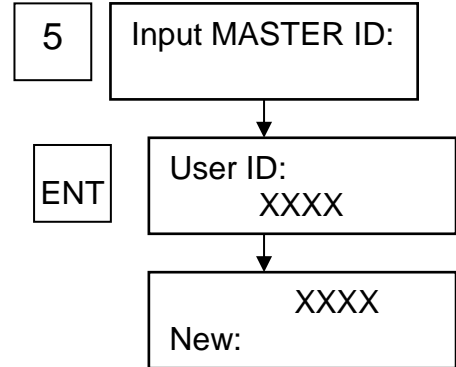 5
Input MASTER ID:
ENT
User ID:
XXXX
XXXX
New: